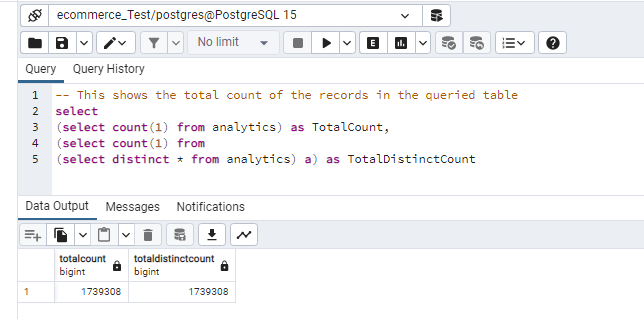 ecommerce_Test/postgres@PostgreSQL 15
No limit
E
Query Query History
1 -- This shows the total count of the records in the queried table
2 select
3 (select count(1) from analytics) as TotalCount,
4 (select count(1) from
5 (select distinct * from analytics) a) as TotalDistinctCount
Data Output Messages Notifications
totalcount totaldistinctcount
bigint bigint
1 1739308 1739308